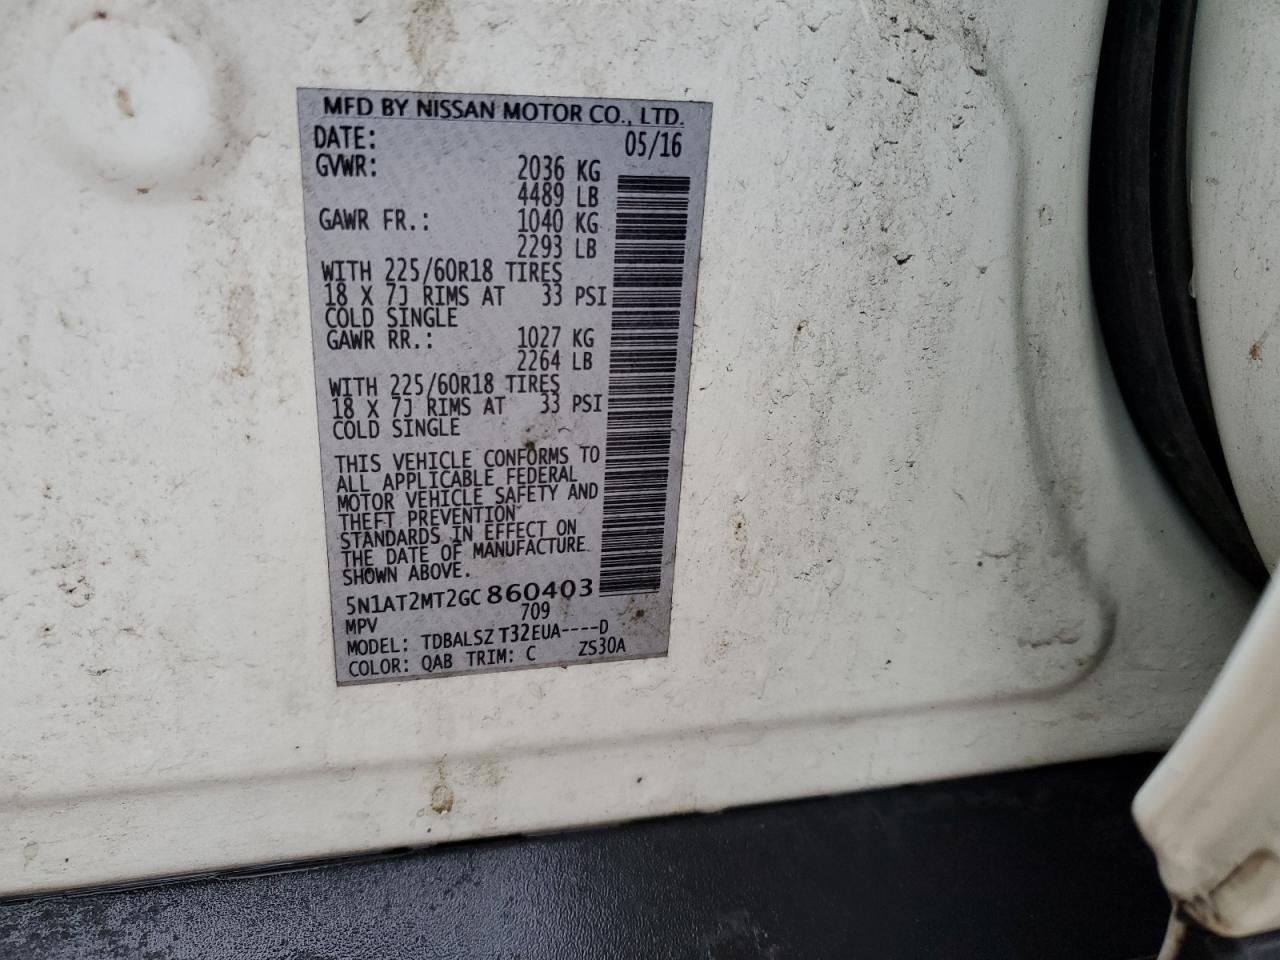 MFD BY NISSAN MOTOR CO., LTD.
DATE: 05/16
GVWR: 2036 KG
4489 LB
GAWR FR.: 1040 KG
2293 LB
WITH 225/60R18 TIRES
18 X 7J RIMS AT 33 PSI
COLD SINGLE
GAWR RR.: 1027 KG
2264 LB
WITH 225/60R18 TIRES
18 X 7J RIMS AT 33 PSI
COLD SINGLE
THIS VEHICLE CONFORMS TO
ALL APPLICABLE FEDERAL
MOTOR VEHICLE SAFETY AND
THEFT PREVENTION
STANDARDS IN EFFECT ON
THE DATE OF MANUFACTURE
SHOWN ABOVE.
5N1AT2MT2GC 860403
MPV 709
MODEL: TDBALSZ T32EUA----D
COLOR: QAB TRIM: C ZS30A